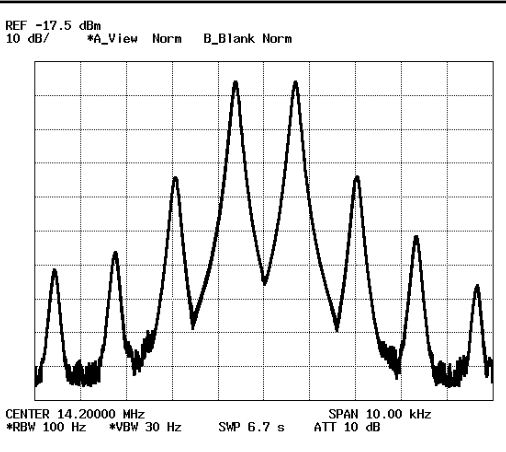 REF -17.5 dBm
10 dB/ *A_View Norm B_Blank Norm
CENTER 14.20000 MHz SPAN 10.00 kHz
*RBW 100 Hz *VBW 30 Hz SWP 6.7 s ATT 10 dB